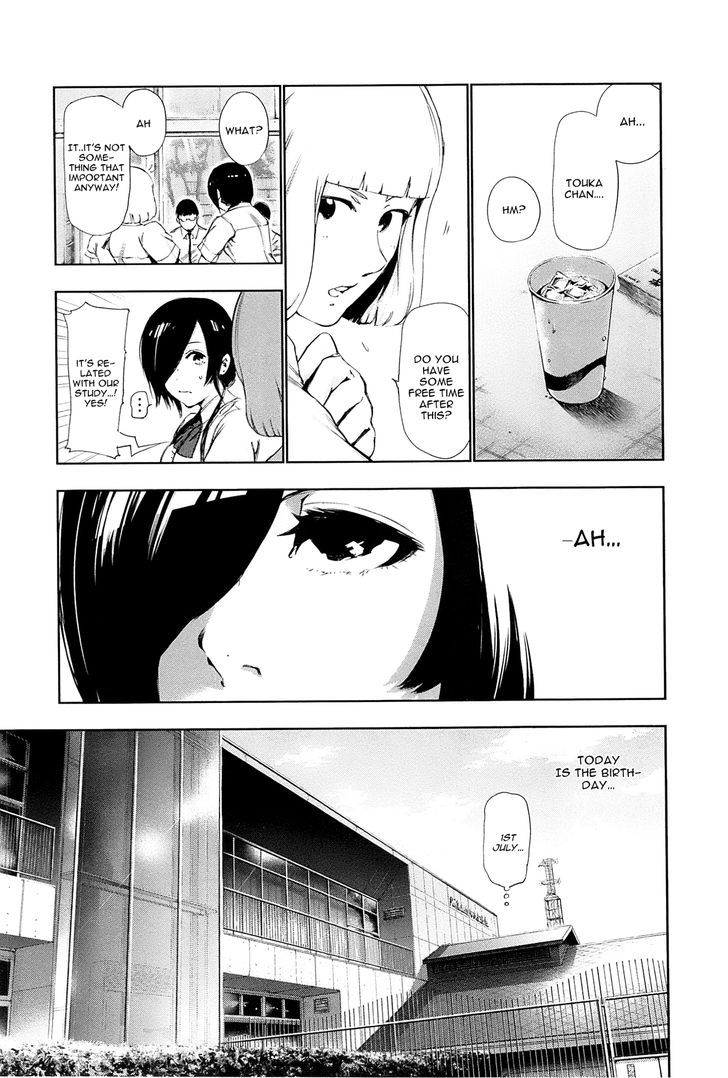 AH...
TOUKA
CHAN....
HM?
DO YOU
HAVE
SOME
FREE TIME
AFTER
THIS?
WHAT?
AH
IT..IT'S NOT
SOME-
THING THAT
IMPORTANT
ANYWAY!
IT'S RE-
LATED
WITH OUR
STUDY...!
YES!
...
–AH...
TODAY
IS THE BIRTH-
DAY...
1ST
JULY...